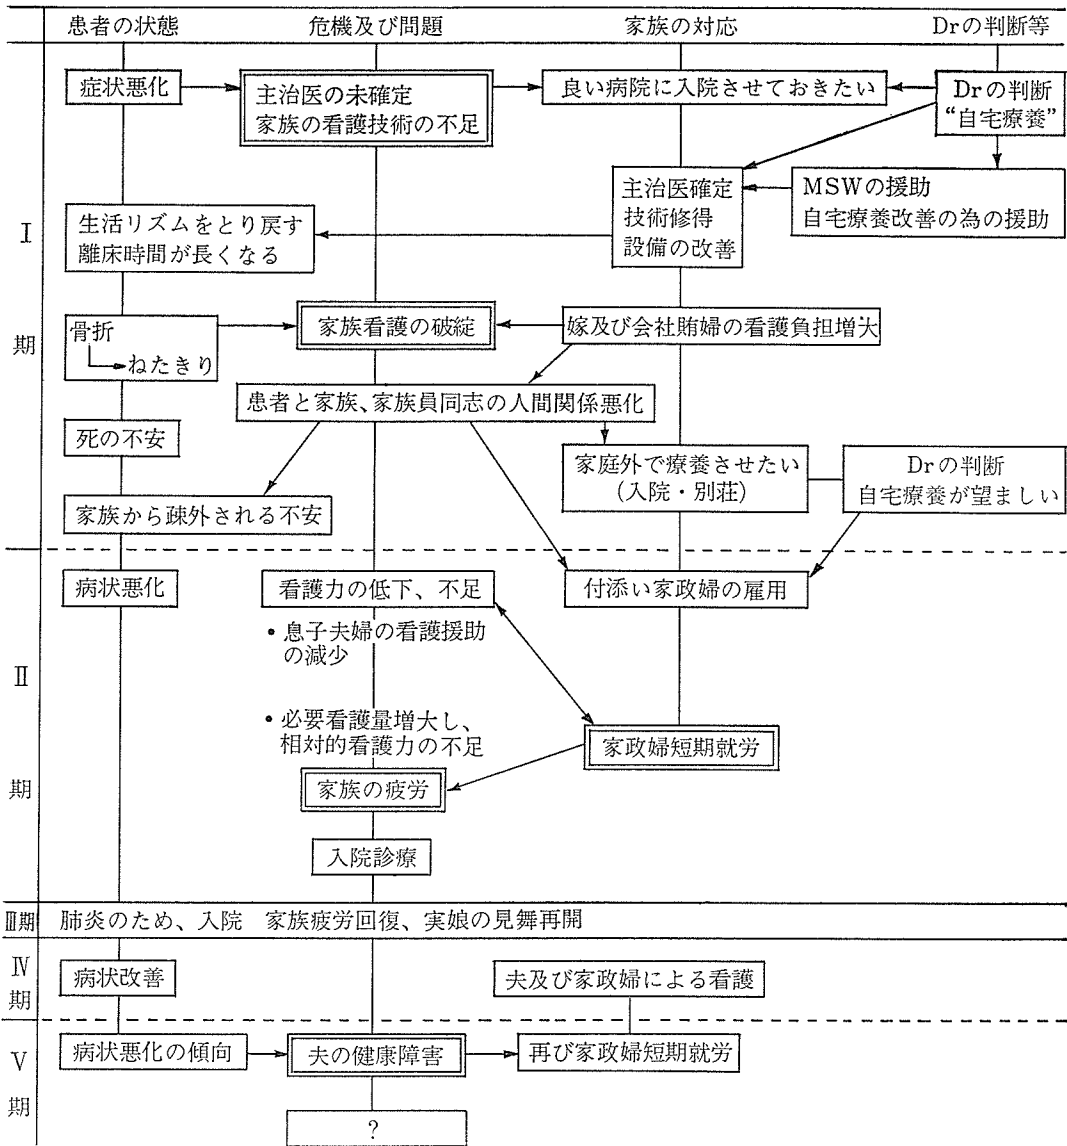 患者の状態
危機及び問題
家族の対応
Drの判断等
Ⅰ
期
症状悪化
主治医の未確定
家族の看護技術の不足
良い病院に入院させておきたい
Drの判断
“自宅療養”
主治医確定
技術修得
設備の改善
MSWの援助
自宅療養改善の為の援助
生活リズムをとり戻す
離床時間が長くなる
骨折
ねたきり
家族看護の破綻
嫁及び会社賄婦の看護負担増大
患者と家族、家族員同志の人間関係悪化
死の不安
家庭外で療養させたい
(入院・別荘)
Drの判断
自宅療養が望ましい
家族から疎外される不安
Ⅱ
期
病状悪化
看護力の低下、不足
付添い家政婦の雇用
・息子夫婦の看護援助
の減少
・必要看護量増大し、
相対的看護力の不足
家政婦短期就労
家族の疲労
入院診療
Ⅲ期 肺炎のため、入院 家族疲労回復、実娘の見舞再開
Ⅳ
期
病状改善
夫及び家政婦による看護
Ⅴ
期
病状悪化の傾向
夫の健康障害
再び家政婦短期就労
?